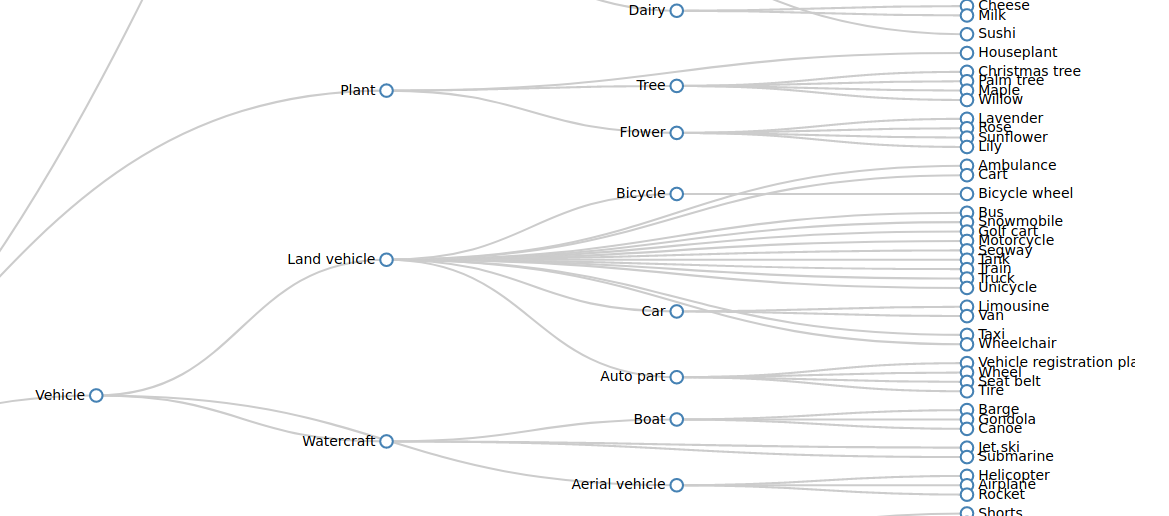 Cheese
Dairy
Milk
Sushi
Houseplant
Christmas tree
Palm tree
Tree
Plant
Maple
Willow
Lavender
Rose
Flower
Sunflower
Lily
Ambulance
Cart
Bicycle
Bicycle wheel
Bus
Snowmobile
Golf cart
Motorcycle
Segway
Land vehicle
Tank
Train
Truck
Unicycle
Limousine
Car
Van
Taxi
Wheelchair
Vehicle registration pla
Wheel
Auto part
Seat belt
Tire
Vehicle
Barge
Boat
Gondola
Canoe
Watercraft
Jet ski
Submarine
Helicopter
Aerial vehicle
Airplane
Rocket
Shorts